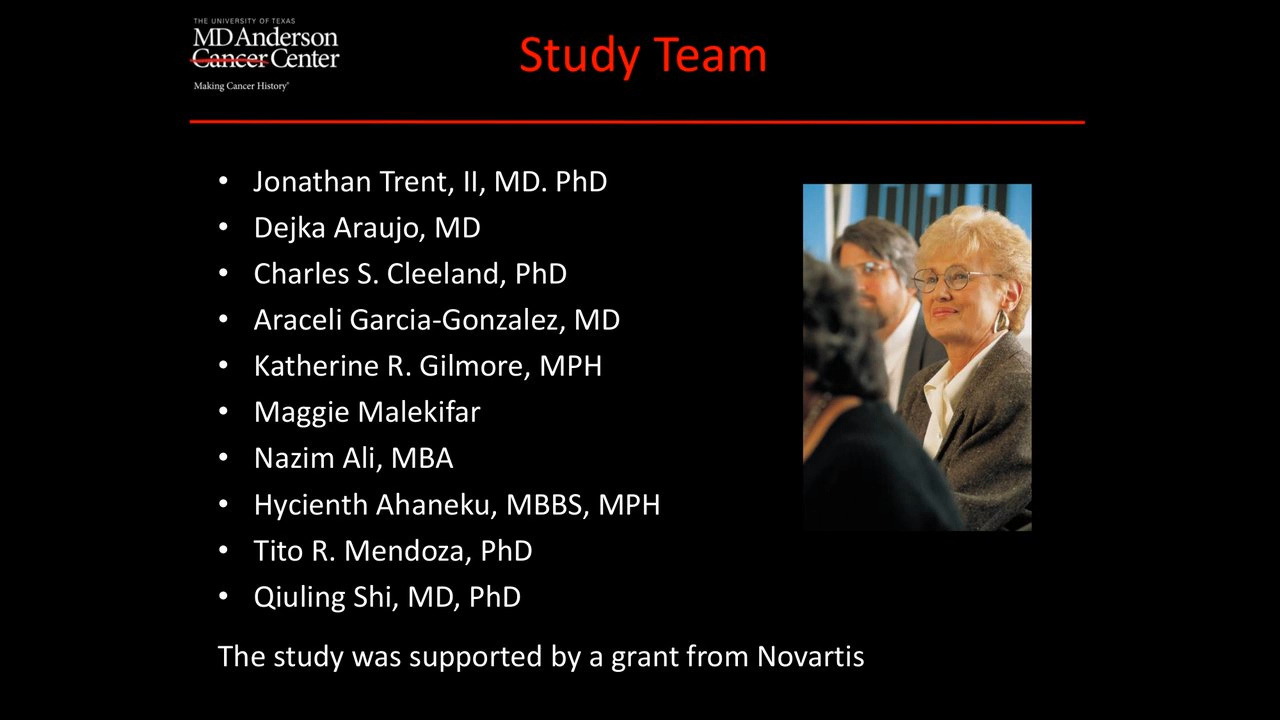 THE UNIVERSITY OF TEXAS
MD Anderson
Cancer Center
Making Cancer History®
Study Team
• Jonathan Trent, II, MD. PhD
• Dejka Araujo, MD
• Charles S. Cleeland, PhD
• Araceli Garcia-Gonzalez, MD
• Katherine R. Gilmore, MPH
• Maggie Malekifar
• Nazim Ali, MBA
• Hycienth Ahaneku, MBBS, MPH
• Tito R. Mendoza, PhD
• Qiuling Shi, MD, PhD
The study was supported by a grant from Novartis